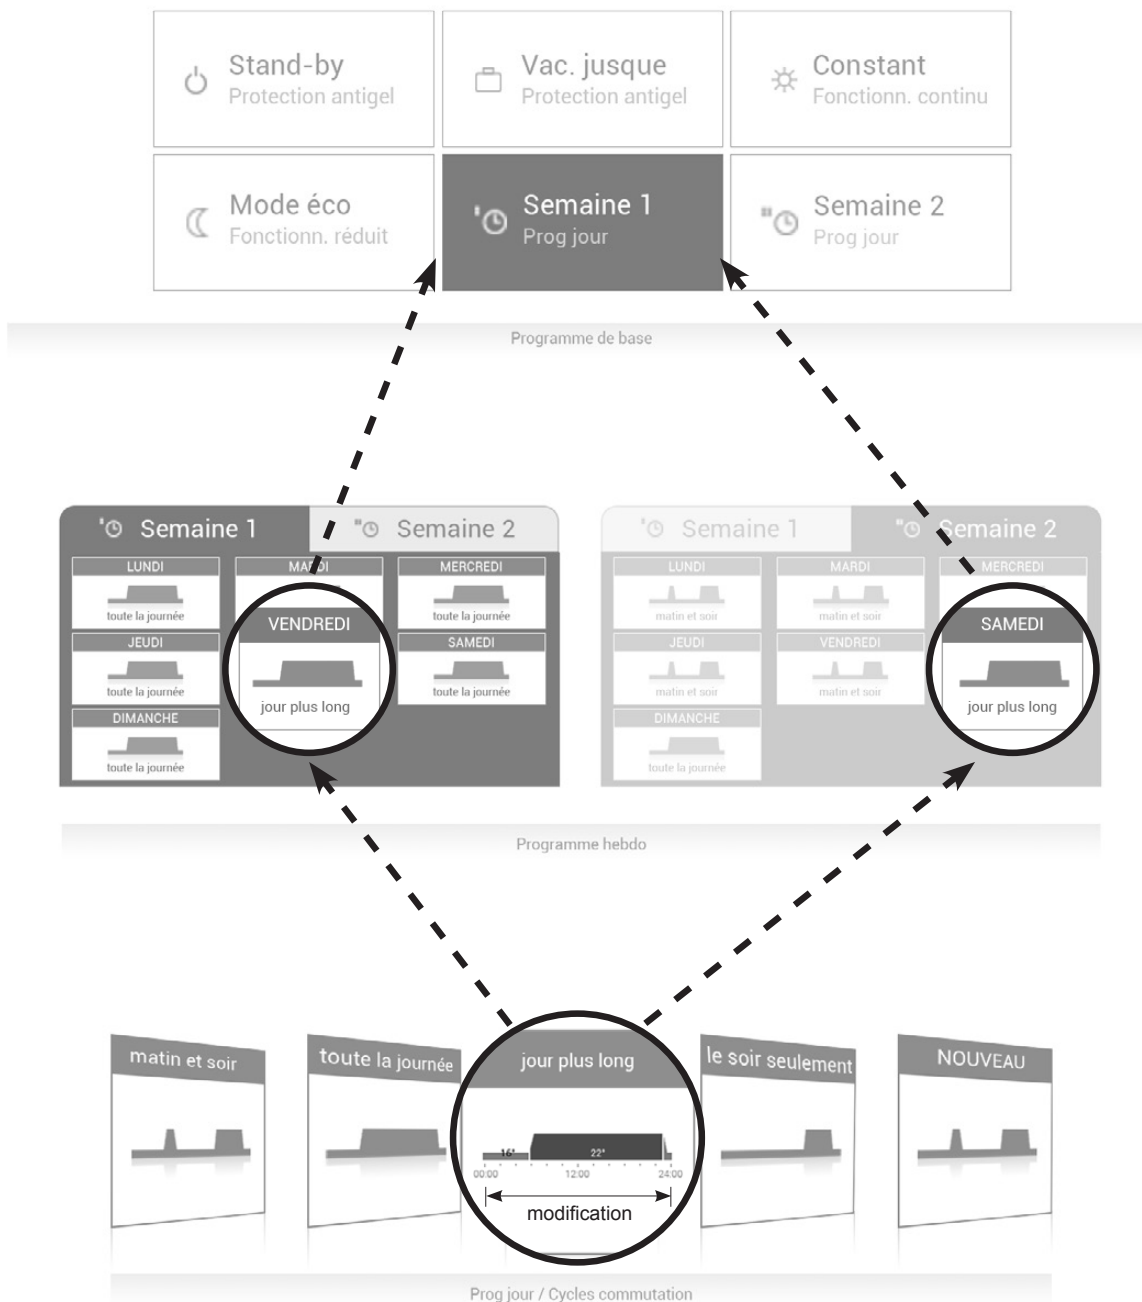 Stand-by
Protection antigel
Vac. jusque
Protection antigel
Constant
Fonctionn. continu
Mode éco
Fonctionn. réduit
Semaine 1
Prog jour
Semaine 2
Prog jour
Programme de base
Semaine 1
Semaine 2
LUNDI
toute la journée
MARDI
MERCREDI
toute la journée
JEUDI
toute la journée
VENDREDI
jour plus long
SAMEDI
toute la journée
DIMANCHE
toute la journée
Semaine 1
Semaine 2
LUNDI
matin et soir
MARDI
matin et soir
MERCREDI
JEUDI
matin et soir
VENDREDI
matin et soir
SAMEDI
jour plus long
DIMANCHE
toute la journée
Programme hebdo
matin et soir
toute la journée
jour plus long
16°
22°
00:00
12:00
24:00
modification
le soir seulement
NOUVEAU
Prog jour / Cycles commutation